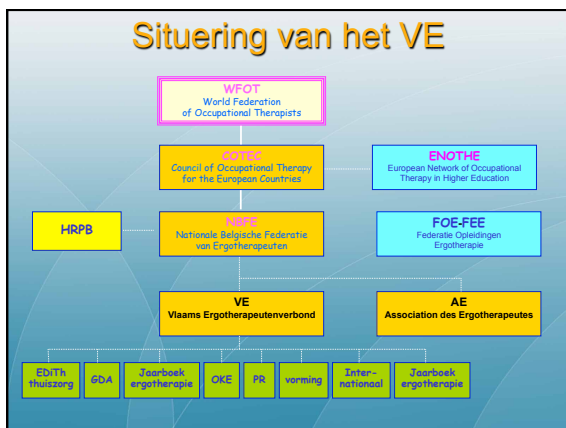 Situering van het VE
WFOT
World Federation
of Occupational Therapists
COTEC
Council of Occupational Therapy
for the European Countries
ENOTHE
European Network of Occupational
Therapy in Higher Education
HRPB
NBFE
Nationale Belgische Federatie
van Ergotherapeuten
FOE-FEE
Federatie Opleidingen
Ergotherapie
VE
Vlaams Ergotherapeutenverbond
AE
Association des Ergotherapeutes
EDiTh
thuiszorg
GDA
Jaarboek
ergotherapie
OKE
PR
vorming
Inter-
nationaal
Jaarboek
ergotherapie